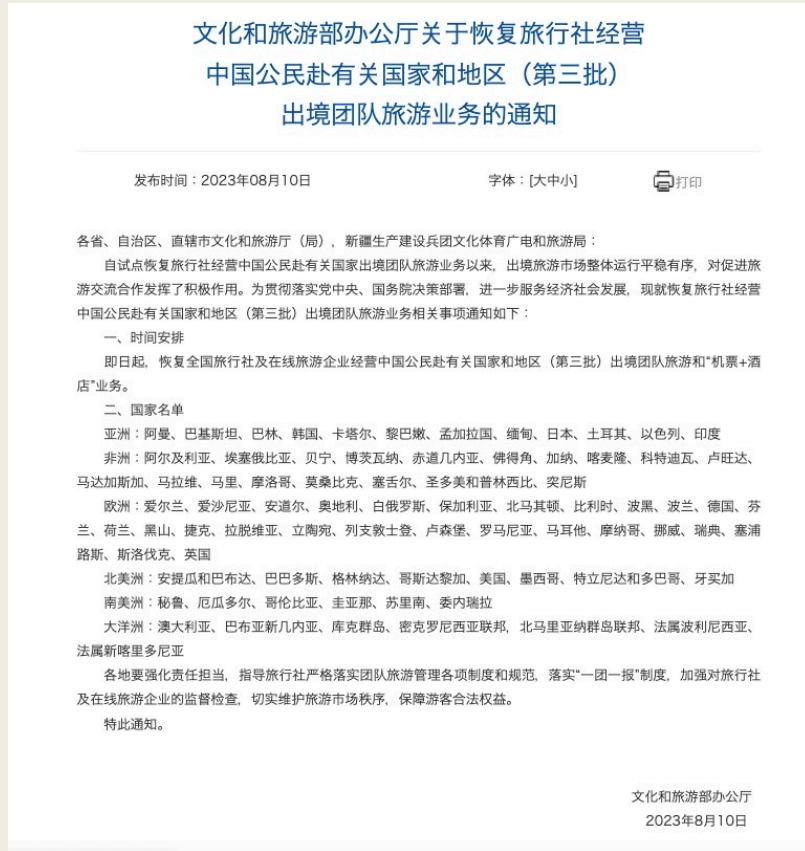 文化和旅游部办公厅关于恢复旅行社经营
中国公民赴有关国家和地区（第三批）
出境团队旅游业务的通知
发布时间：2023年08月10日 字体：[大中小] 打印
各省、自治区、直辖市文化和旅游厅（局），新疆生产建设兵团文化体育广电和旅游局：
自试点恢复旅行社经营中国公民赴有关国家出境团队旅游业务以来，出境旅游市场整体运行平稳有序，对促进旅
游交流合作发挥了积极作用。为贯彻落实党中央、国务院决策部署，进一步服务经济社会发展，现就恢复旅行社经营
中国公民赴有关国家和地区（第三批）出境团队旅游业务相关事项通知如下：
一、时间安排
即日起，恢复全国旅行社及在线旅游企业经营中国公民赴有关国家和地区（第三批）出境团队旅游和“机票+酒
店”业务。
二、国家名单
亚洲：阿曼、巴基斯坦、巴林、韩国、卡塔尔、黎巴嫩、孟加拉国、缅甸、日本、土耳其、以色列、印度
非洲：阿尔及利亚、埃塞俄比亚、贝宁、博茨瓦纳、赤道几内亚、佛得角、加纳、喀麦隆、科特迪瓦、卢旺达、
马达加斯加、马拉维、马里、摩洛哥、莫桑比克、塞舌尔、圣多美和普林西比、突尼斯
欧洲：爱尔兰、爱沙尼亚、安道尔、奥地利、白俄罗斯、保加利亚、北马其顿、比利时、波黑、波兰、德国、芬
兰、荷兰、黑山、捷克、拉脱维亚、立陶宛、列支敦士登、卢森堡、罗马尼亚、马耳他、摩纳哥、挪威、瑞典、塞浦
路斯、斯洛伐克、英国
北美洲：安提瓜和巴布达、巴巴多斯、格林纳达、哥斯达黎加、美国、墨西哥、特立尼达和多巴哥、牙买加
南美洲：秘鲁、厄瓜多尔、哥伦比亚、圭亚那、苏里南、委内瑞拉
大洋洲：澳大利亚、巴布亚新几内亚、库克群岛、密克罗尼西亚联邦，北马里亚纳群岛联邦、法属波利尼西亚、
法属新喀里多尼亚
各地要强化责任担当，指导旅行社严格落实团队旅游管理各项制度和规范，落实“一团一报”制度，加强对旅行社
及在线旅游企业的监督检查，切实维护旅游市场秩序，保障游客合法权益。
特此通知。
文化和旅游部办公厅
2023年8月10日